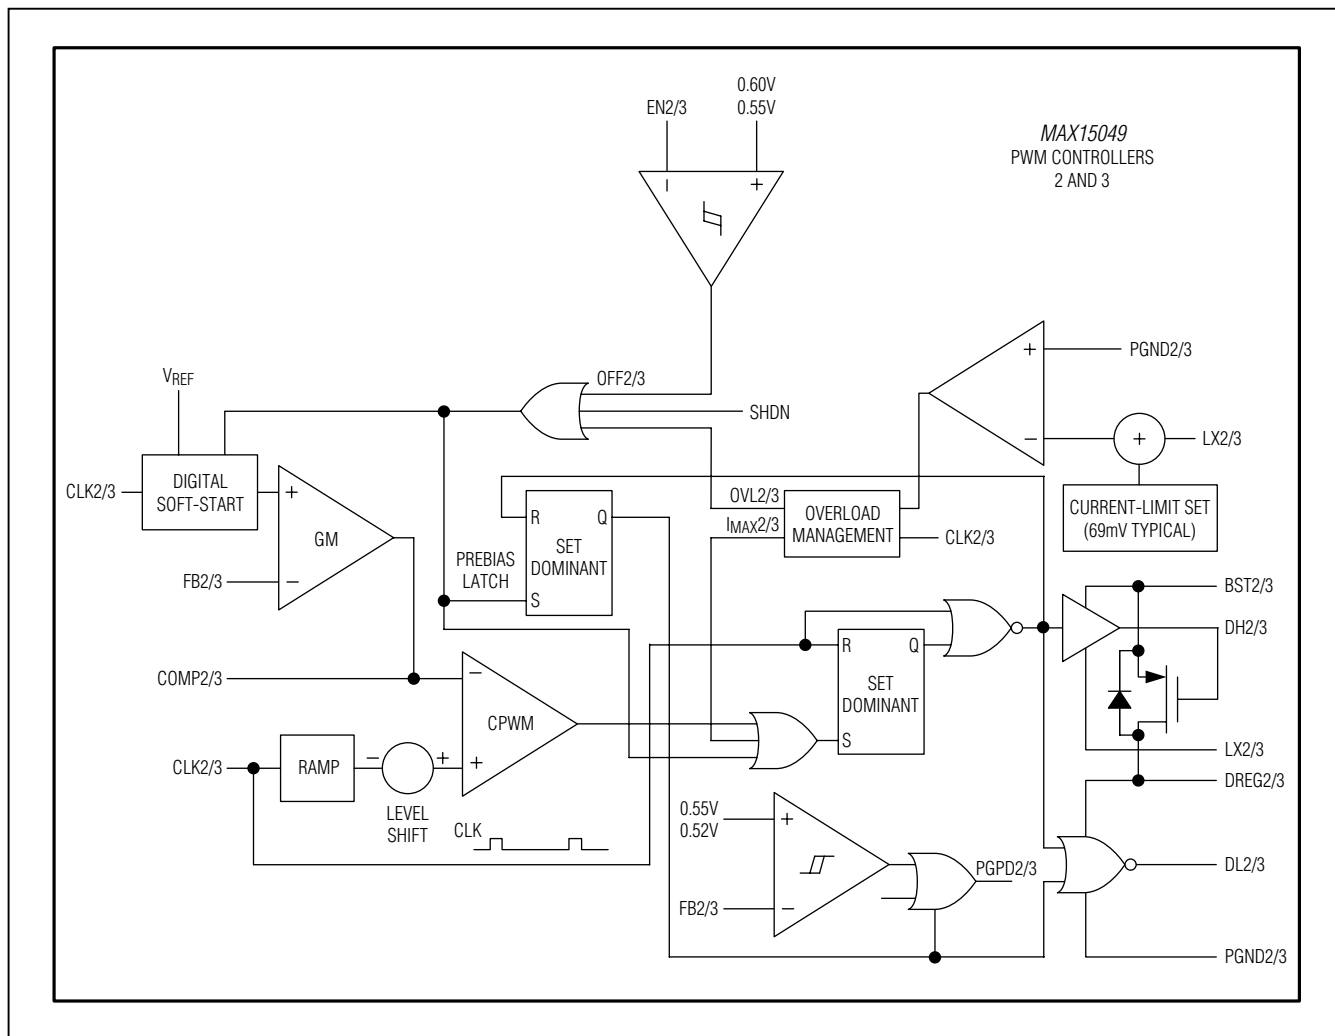 0.60V
EN2/3
0.55V
MAX15049
PWM CONTROLLERS
2 AND 3
−
+
+
PGND2/3
VREF
OFF2/3
SHDN
−
+
LX2/3
CLK2/3
DIGITAL
SOFT-START
+
GM
FB2/3
−
PREBIAS
LATCH
R
Q
SET
DOMINANT
S
OVL2/3
IMAX2/3
OVERLOAD
MANAGEMENT
CLK2/3
CURRENT-LIMIT SET
(69mV TYPICAL)
BST2/3
DH2/3
COMP2/3
−
CPWM
+
R
Q
SET
DOMINANT
S
LX2/3
CLK2/3
RAMP
−
+
LEVEL
SHIFT
DREG2/3
CLK
0.55V
0.52V
+
FB2/3
−
PGPD2/3
DL2/3
PGND2/3